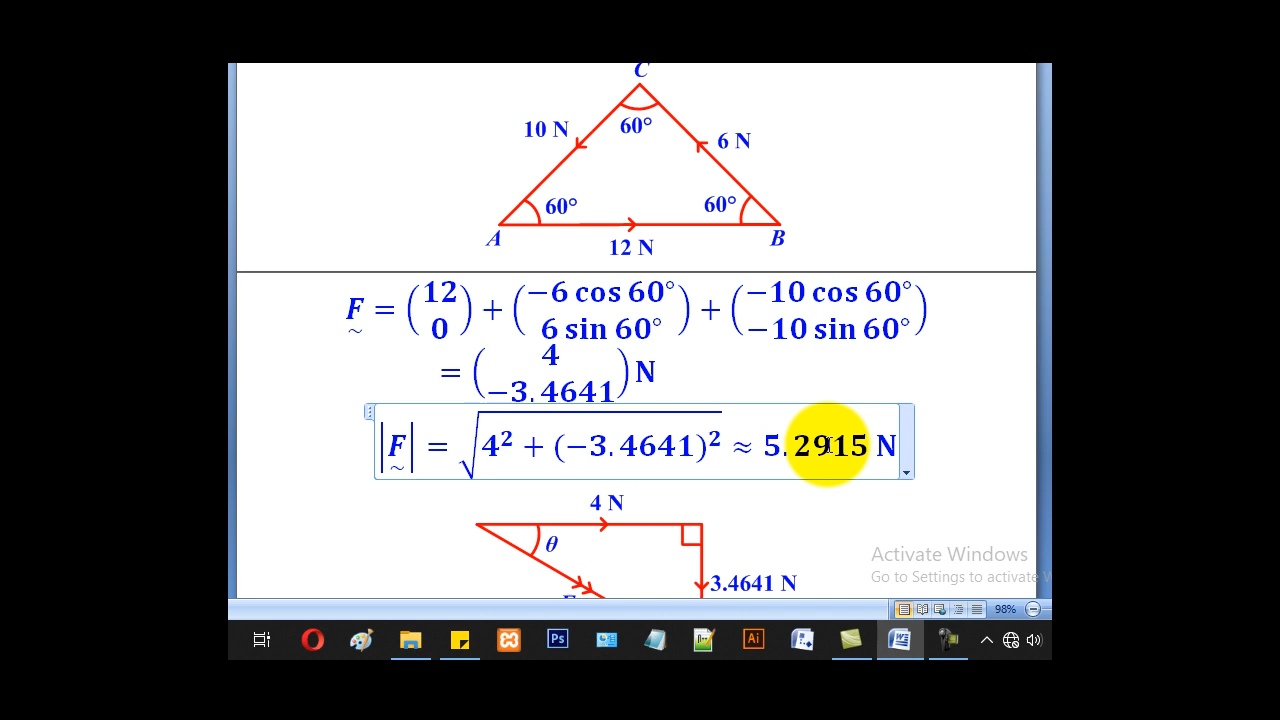 C
10 N
60°
6 N
60°
60°
A
12 N
B
F = (12 0) + (−6 cos 60° 6 sin 60°) + (−10 cos 60° −10 sin 60°)
~
= (4 −3.4641) N
|F| = √4² + (−3.4641)² ≈ 5.2915 N
~
4 N
θ
3.4641 N
Activate Windows
Go to Settings to activate W
98%
Ps
Ai
W